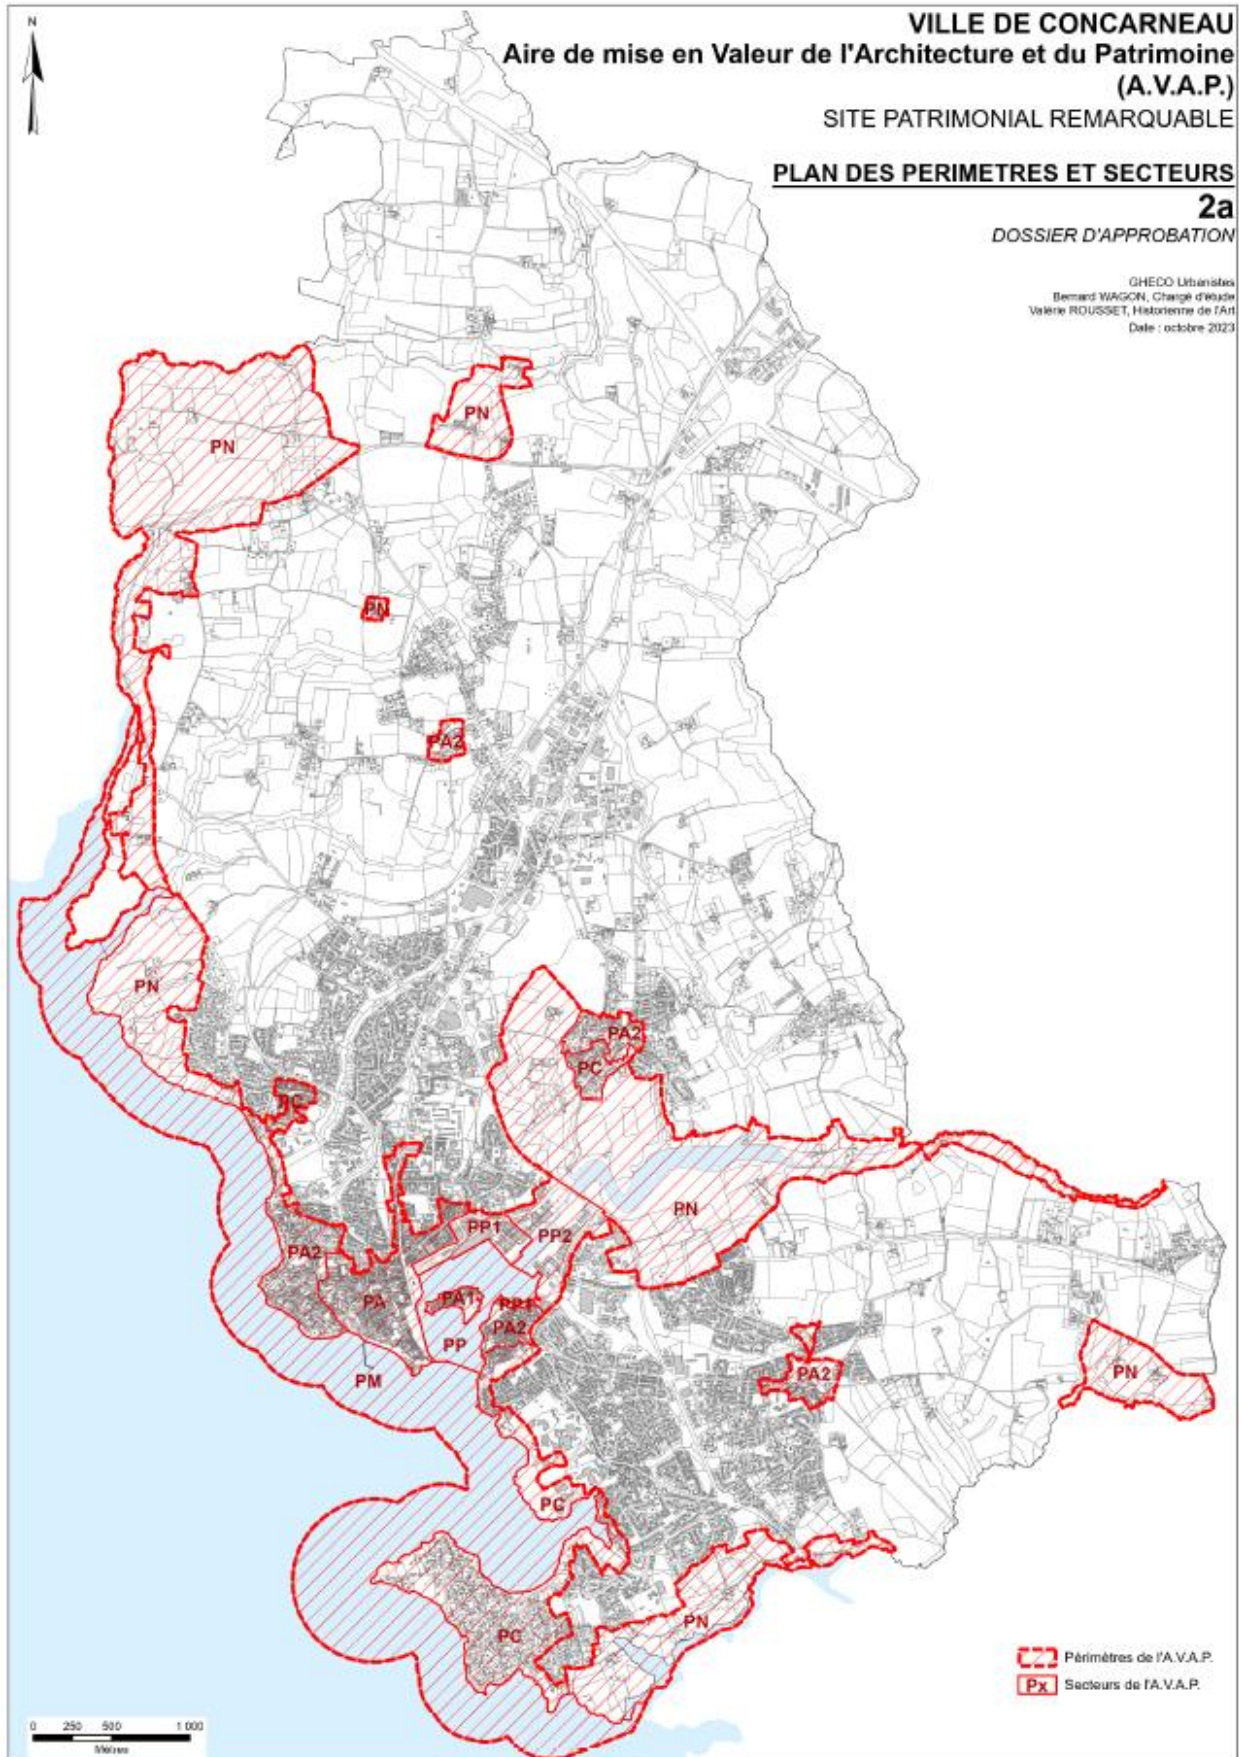 N
VILLE DE CONCARNEAU
Aire de mise en Valeur de l'Architecture et du Patrimoine
(A.V.A.P.)
SITE PATRIMONIAL REMARQUABLE
PLAN DES PERIMETRES ET SECTEURS
2a
DOSSIER D'APPROBATION
GHECO Urbanistes
Bernard WAGON, Chargé d'étude
Valérie ROUSSET, Historienne de l'Art
Date : octobre 2023
PN
PN
PN
PA2
PN
PA2
PC
PC
PN
PP1
PP2
PA2
PA
PA1
PP1
PA2
PP
PM
PA2
PN
PC
PN
PC
Périmètres de l'A.V.A.P.
Px Secteurs de l'A.V.A.P.
0 250 500 1 000
Mètres